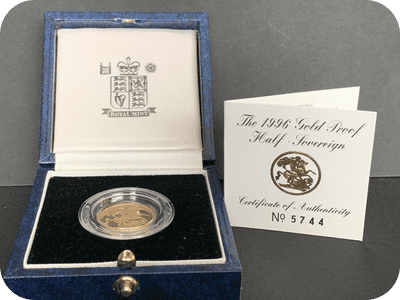 ROYAL MINT
The 1996 Gold Proof
Half-Sovereign
Certificate of Authenticity
Nº 5744